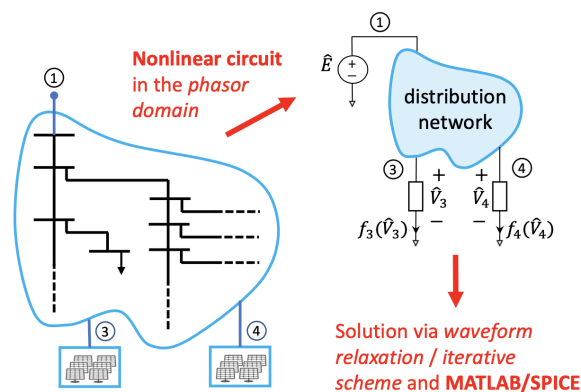 ①
Nonlinear circuit
in the phasor
domain
①
Ê
+
−
distribution
network
③
④
+
V̂₃
−
+
V̂₄
−
f₃(V̂₃)
f₄(V̂₄)
③
④
Solution via waveform
relaxation / iterative
scheme and MATLAB/SPICE